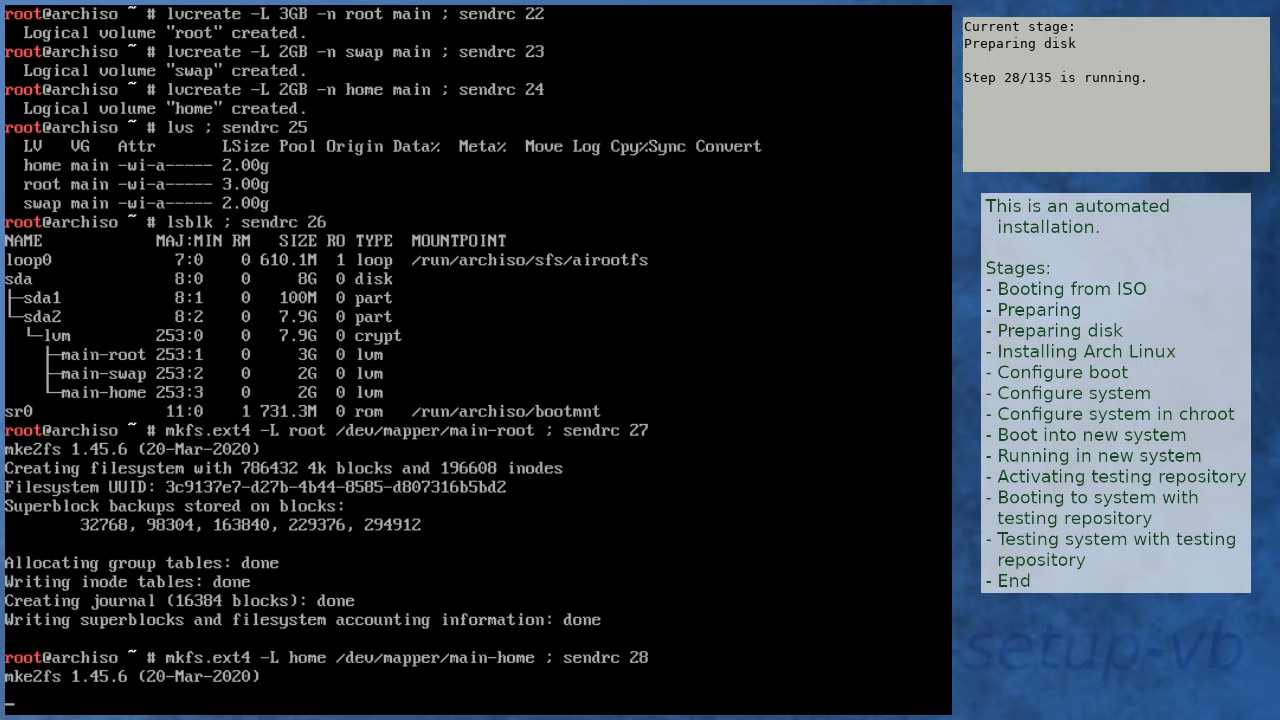 root@archiso ~ # lvcreate -L 3GB -n root main ; sendrc 22
  Logical volume "root" created.
root@archiso ~ # lvcreate -L 2GB -n swap main ; sendrc 23
  Logical volume "swap" created.
root@archiso ~ # lvcreate -L 2GB -n home main ; sendrc 24
  Logical volume "home" created.
root@archiso ~ # lvs ; sendrc 25
  LV   VG   Attr       LSize Pool Origin Data%  Meta%  Move Log Cpy%Sync Convert
  home main -wi-a----- 2.00g
  root main -wi-a----- 3.00g
  swap main -wi-a----- 2.00g
root@archiso ~ # lsblk ; sendrc 26
NAME            MAJ:MIN RM   SIZE RO TYPE  MOUNTPOINT
loop0             7:0    0 610.1M  1 loop  /run/archiso/sfs/airootfs
sda               8:0    0     8G  0 disk
├─sda1            8:1    0   100M  0 part
└─sda2            8:2    0   7.9G  0 part
  └─lvm         253:0    0   7.9G  0 crypt
    ├─main-root 253:1    0     3G  0 lvm
    ├─main-swap 253:2    0     2G  0 lvm
    └─main-home 253:3    0     2G  0 lvm
sr0              11:0    1 731.3M  0 rom   /run/archiso/bootmnt
root@archiso ~ # mkfs.ext4 -L root /dev/mapper/main-root ; sendrc 27
mke2fs 1.45.6 (20-Mar-2020)
Creating filesystem with 786432 4k blocks and 196608 inodes
Filesystem UUID: 3c9137e7-d27b-4b44-8585-d807316b5bd2
Superblock backups stored on blocks:
        32768, 98304, 163840, 229376, 294912

Allocating group tables: done
Writing inode tables: done
Creating journal (16384 blocks): done
Writing superblocks and filesystem accounting information: done

root@archiso ~ # mkfs.ext4 -L home /dev/mapper/main-home ; sendrc 28
mke2fs 1.45.6 (20-Mar-2020)
_
Current stage:
Preparing disk

Step 28/135 is running.

This is an automated
installation.

Stages:
- Booting from ISO
- Preparing
- Preparing disk
- Installing Arch Linux
- Configure boot
- Configure system
- Configure system in chroot
- Boot into new system
- Running in new system
- Activating testing repository
- Booting to system with
testing repository
- Testing system with testing
repository
- End
setup-vb